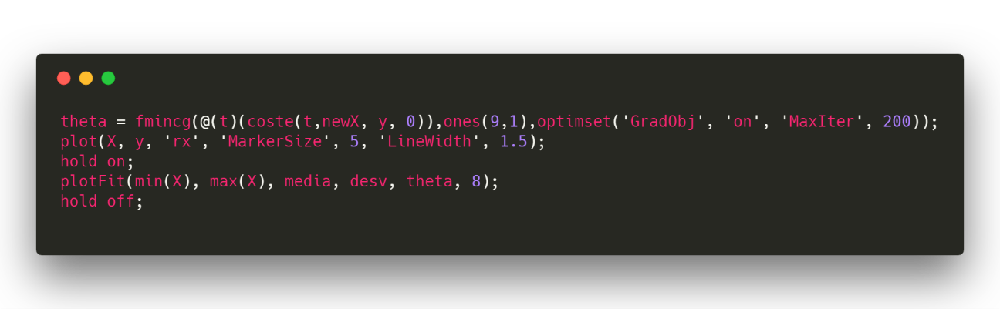 theta = fmincg(@(t)(coste(t,newX, y, 0)),ones(9,1),optimset('GradObj', 'on', 'MaxIter', 200));
plot(X, y, 'rx', 'MarkerSize', 5, 'LineWidth', 1.5);
hold on;
plotFit(min(X), max(X), media, desv, theta, 8);
hold off;